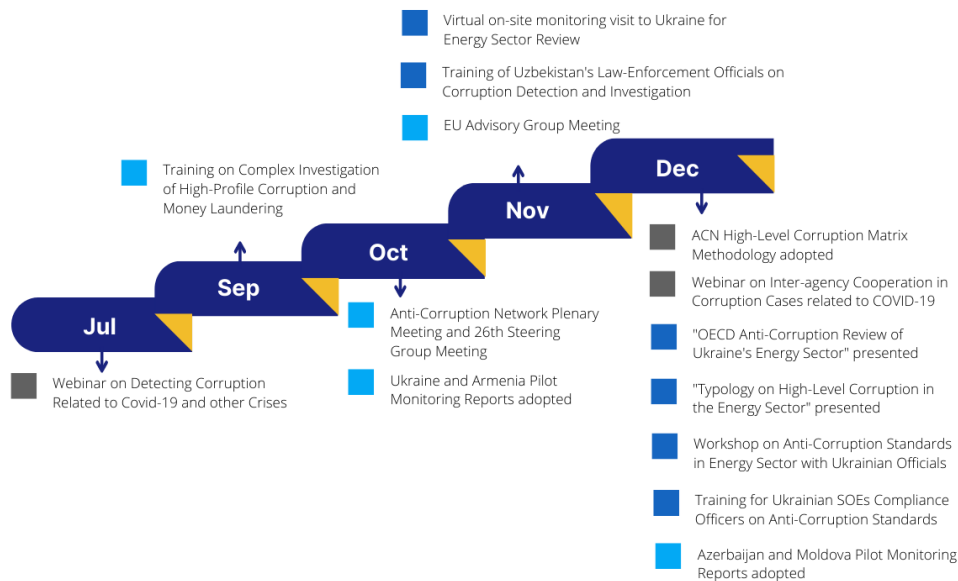 Virtual on-site monitoring visit to Ukraine for
Energy Sector Review
Training of Uzbekistan's Law-Enforcement Officials on
Corruption Detection and Investigation
EU Advisory Group Meeting
Training on Complex Investigation
of High-Profile Corruption and
Money Laundering
Dec
Nov
Oct
Sep
Jul
Webinar on Detecting Corruption
Related to Covid-19 and other Crises
Anti-Corruption Network Plenary
Meeting and 26th Steering
Group Meeting
Ukraine and Armenia Pilot
Monitoring Reports adopted
ACN High-Level Corruption Matrix
Methodology adopted
Webinar on Inter-agency Cooperation in
Corruption Cases related to COVID-19
"OECD Anti-Corruption Review of
Ukraine's Energy Sector" presented
"Typology on High-Level Corruption in
the Energy Sector" presented
Workshop on Anti-Corruption Standards
in Energy Sector with Ukrainian Officials
Training for Ukrainian SOEs Compliance
Officers on Anti-Corruption Standards
Azerbaijan and Moldova Pilot Monitoring
Reports adopted